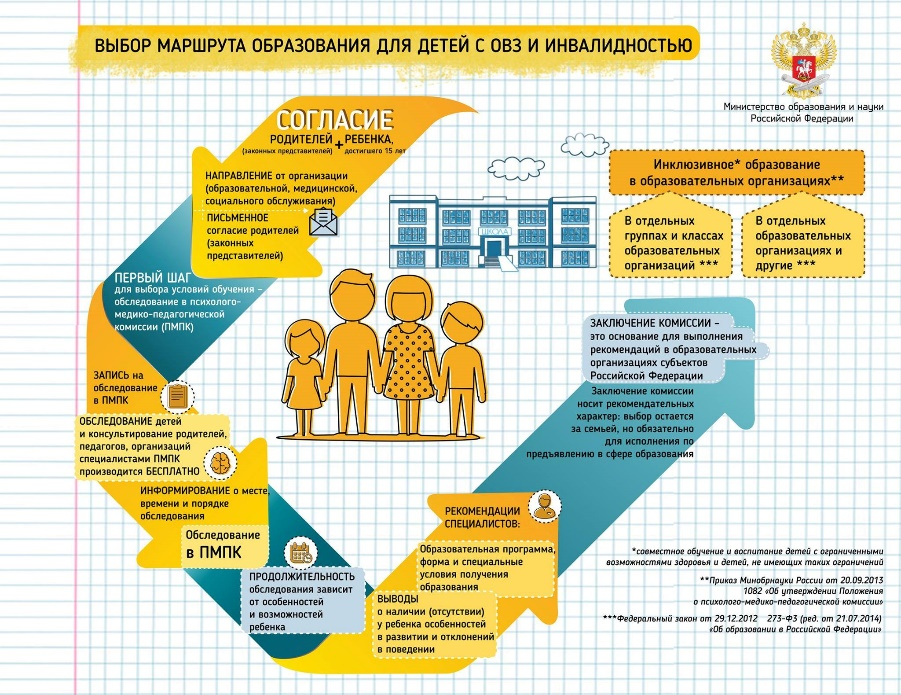 ВЫБОР МАРШРУТА ОБРАЗОВАНИЯ ДЛЯ ДЕТЕЙ С ОВЗ И ИНВАЛИДНОСТЬЮ
Министерство образования и науки
Российской Федерации
СОГЛАСИЕ
РОДИТЕЛЕЙ + РЕБЕНКА,
(законных представителей) достигшего 15 лет
НАПРАВЛЕНИЕ от организации
(образовательной, медицинской,
социального обслуживания)
ПИСЬМЕННОЕ
согласие родителей
(законных
представителей)
ПЕРВЫЙ ШАГ
для выбора условий обучения –
обследование в психолого-
медико-педагогической
комиссии (ПМПК)
ЗАПИСЬ на
обследование
в ПМПК
ОБСЛЕДОВАНИЕ детей
и консультирование родителей,
педагогов, организаций
специалистами ПМПК
производится БЕСПЛАТНО
ИНФОРМИРОВАНИЕ о месте,
времени и порядке
обследования
Обследование
в ПМПК
ПРОДОЛЖИТЕЛЬНОСТЬ
обследования зависит
от особенностей
и возможностей
ребенка
ВЫВОДЫ
о наличии (отсутствии)
у ребенка особенностей
в развитии и отклонений
в поведении
РЕКОМЕНДАЦИИ
СПЕЦИАЛИСТОВ:
Образовательная программа,
форма и специальные
условия получения
образования
ЗАКЛЮЧЕНИЕ КОМИССИИ –
это основание для выполнения
рекомендаций в образовательных
организациях субъектов
Российской Федерации
Заключение комиссии
носит рекомендательных
характер: выбор остается
за семьей, но обязательно
для исполнения по
предъявлению в сфере образования
ШКОЛА
Инклюзивное* образование
в образовательных организациях**
В отдельных
группах и классах
образовательных
организаций ***
В отдельных
образовательных
организациях и
другие ***
*совместное обучение и воспитание детей с ограниченными
возможностями здоровья и детей, не имеющих таких ограничений
**Приказ Минобрнауки России от 20.09.2013
1082 «Об утверждении Положения
о психолого-медико-педагогической комиссии»
***Федеральный закон от 29.12.2012 273-ФЗ (ред. от 21.07.2014)
«Об образовании в Российской Федерации»